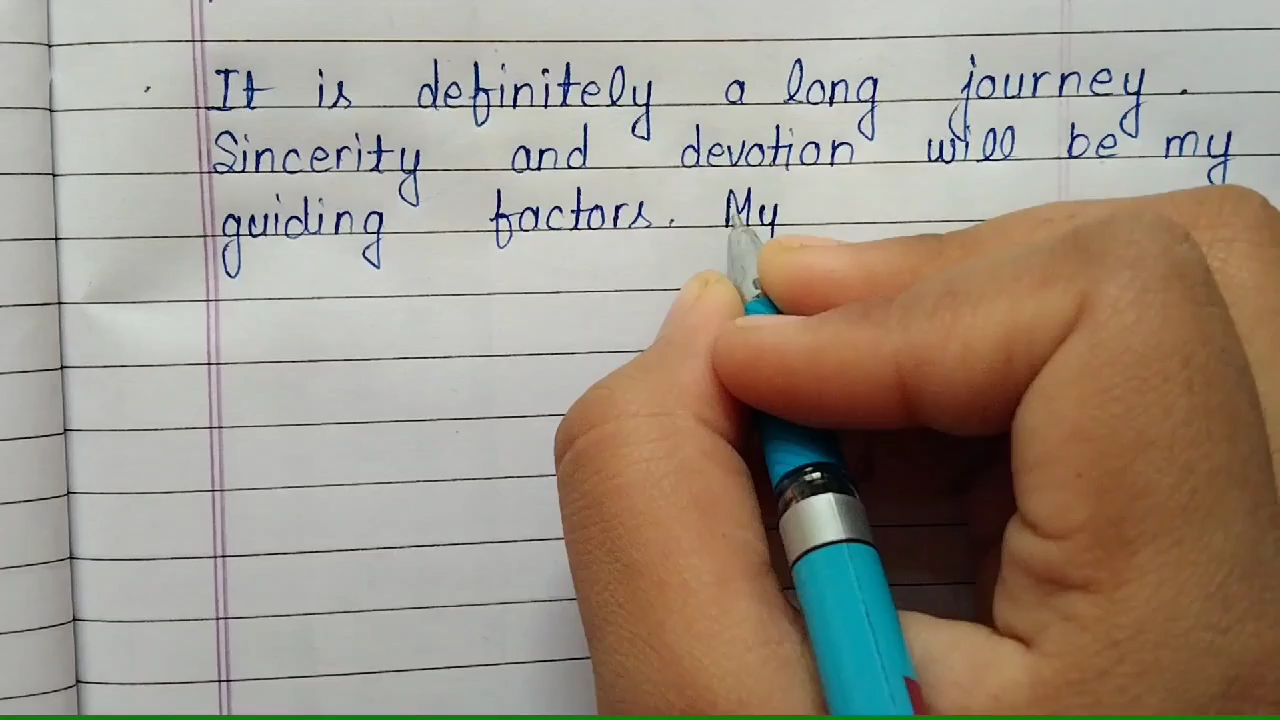 It is definitely a long journey.
Sincerity and devotion will be my
guiding factors. My